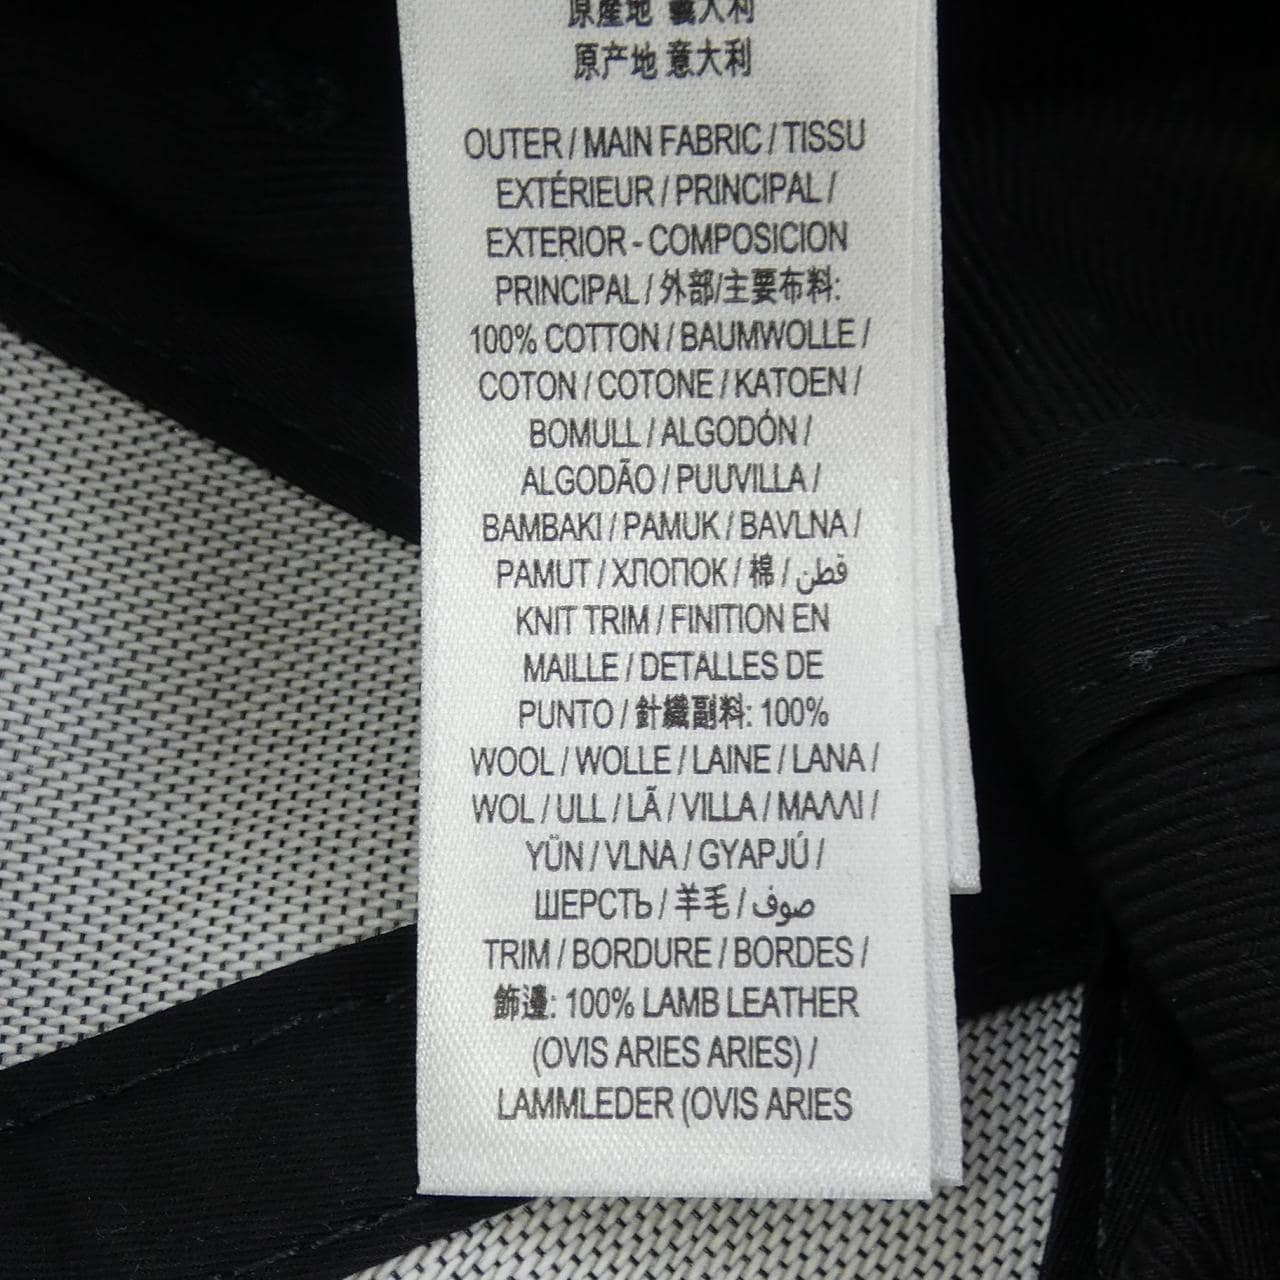 原產地 義大利
原产地 意大利
OUTER / MAIN FABRIC / TISSU
EXTÉRIEUR / PRINCIPAL /
EXTERIOR - COMPOSICION
PRINCIPAL / 外部/主要布料:
100% COTTON / BAUMWOLLE /
COTON / COTONE / KATOEN /
BOMULL / ALGODÓN /
ALGODÃO / PUUVILLA /
BAMBAKI / PAMUK / BAVLNA /
PAMUT / ХЛОПОК / 棉 / قطن
KNIT TRIM / FINITION EN
MAILLE / DETALLES DE
PUNTO / 針織副料: 100%
WOOL / WOLLE / LAINE / LANA /
WOL / ULL / LÃ / VILLA / ΜΑΛΛΙ /
YÜN / VLNA / GYAPJÚ /
ШЕРСТЬ / 羊毛 / صوف
TRIM / BORDURE / BORDES /
飾邊: 100% LAMB LEATHER
(OVIS ARIES ARIES) /
LAMMLEDER (OVIS ARIES